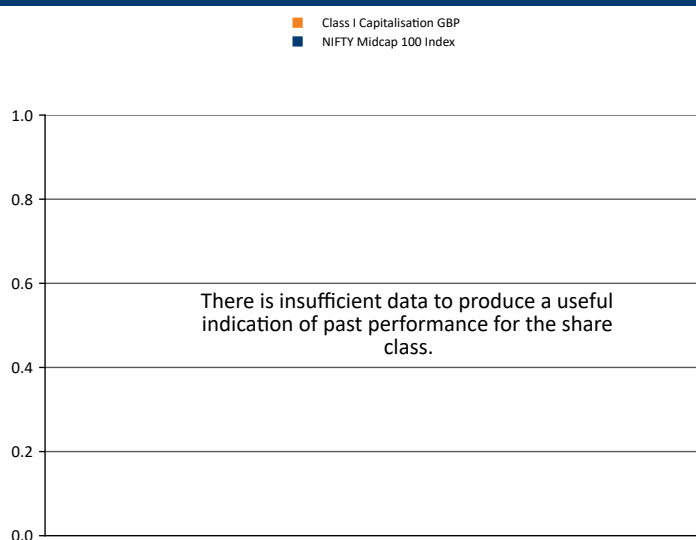 Class I Capitalisation GBP
NIFTY Midcap 100 Index
1.0
0.8
0.6
There is insufficient data to produce a useful
indication of past performance for the share
class.
0.4
0.2
0.0